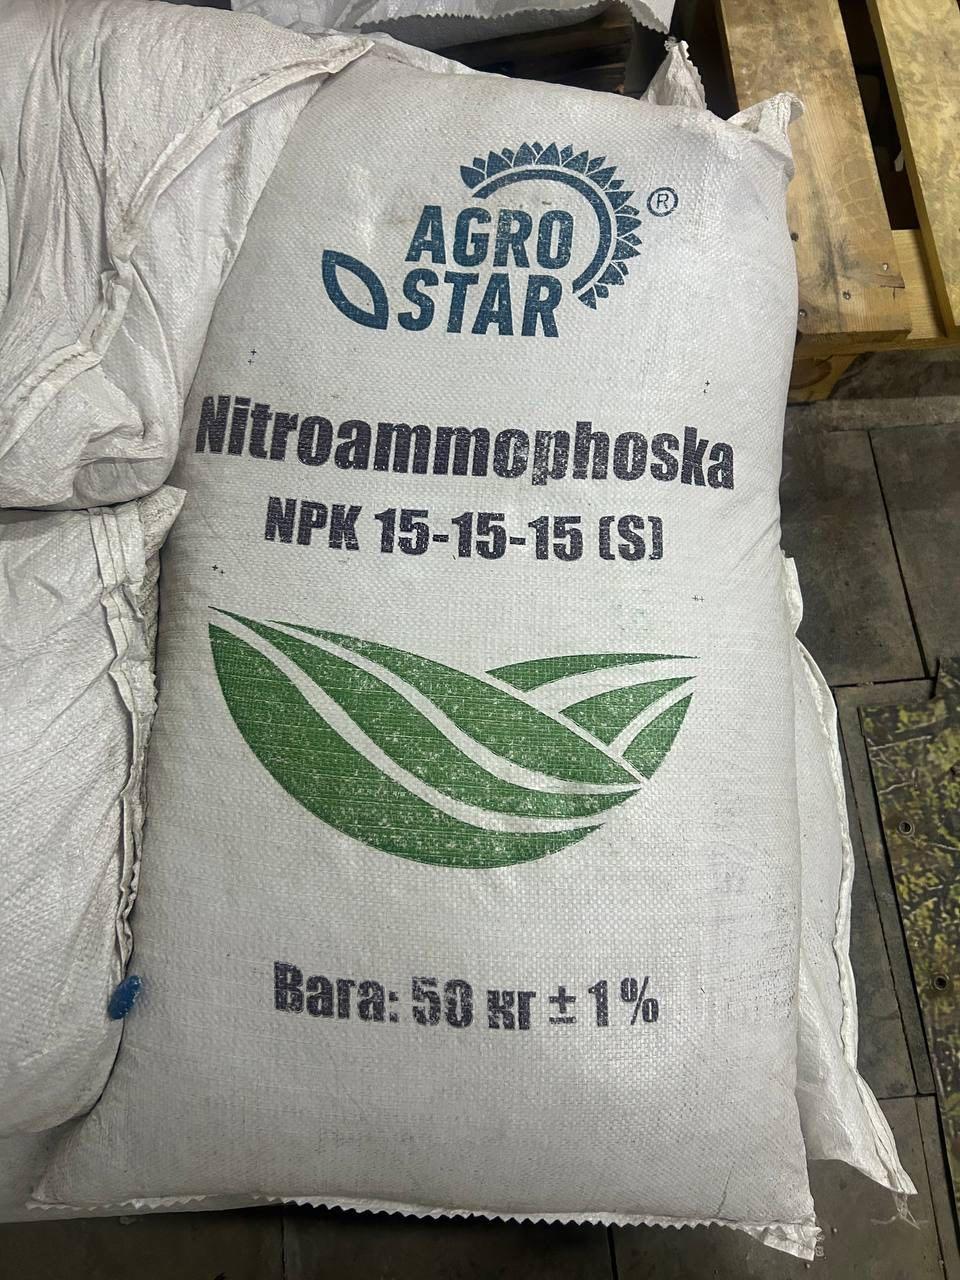 AGRO
STAR
®
Nitroammophoska
NPK 15-15-15 (S)
Вага: 50 кг ± 1%